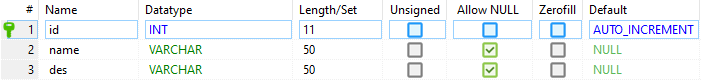 # Name Datatype Length/Set Unsigned Allow NULL Zerofill Default
1 id INT 11 AUTO_INCREMENT
2 name VARCHAR 50 NULL
3 des VARCHAR 50 NULL